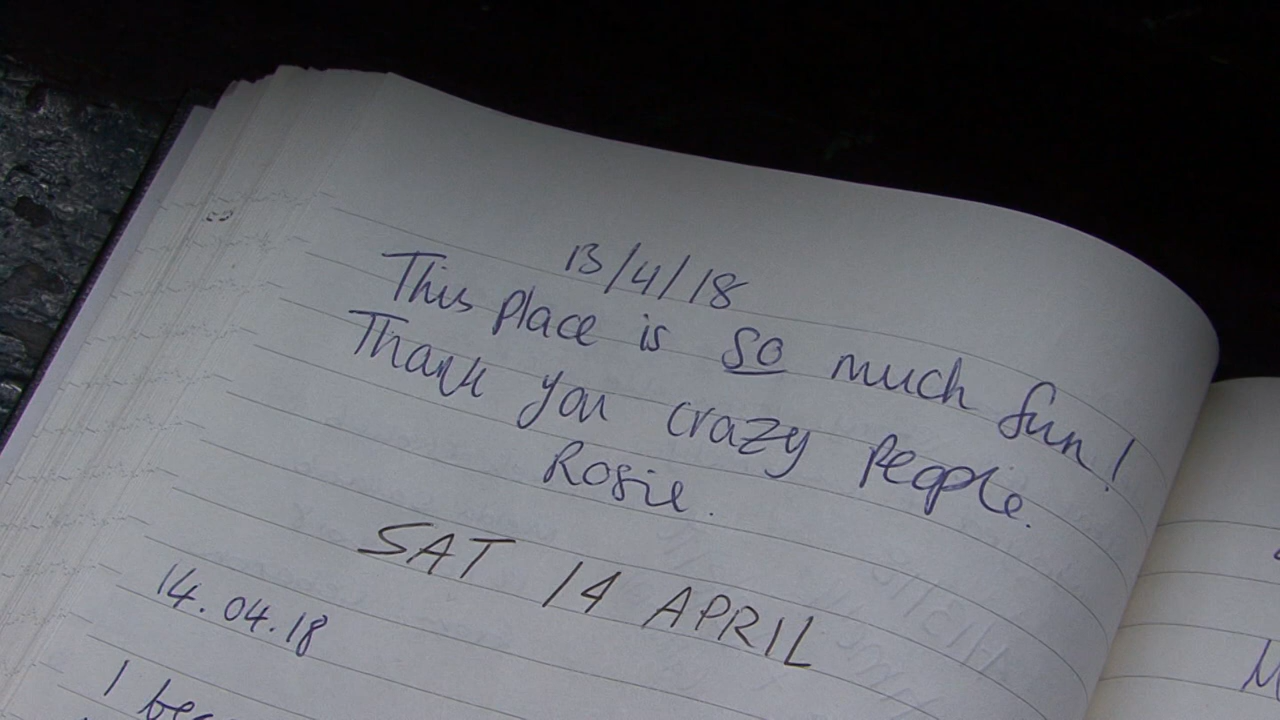 13/4/18
This place is so much fun!
Thank you crazy people.
Rosie.
SAT 14 APRIL
14.04.18
I